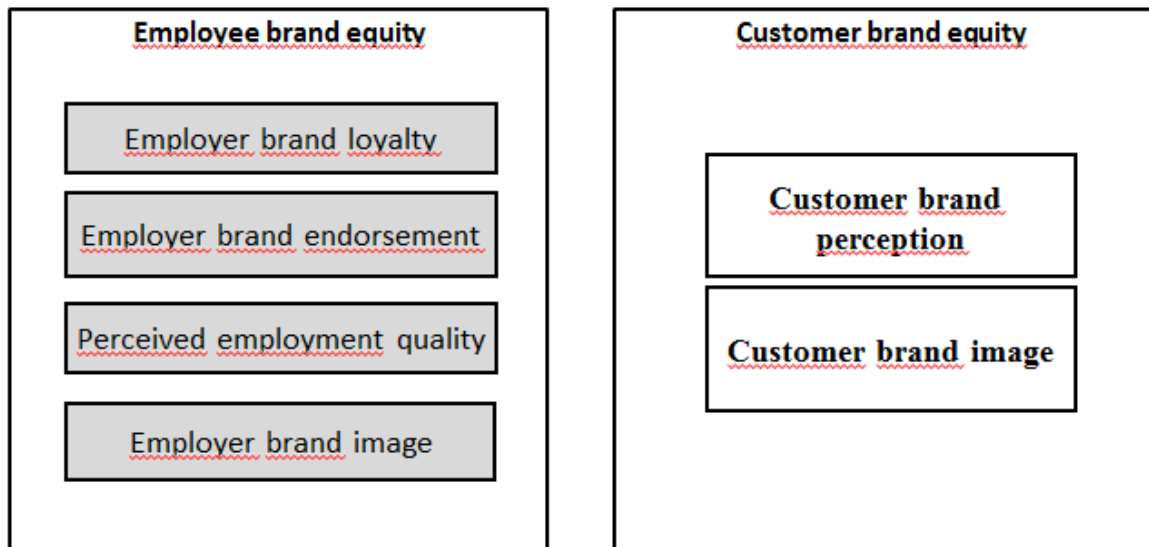 Employee brand equity
Employer brand loyalty
Employer brand endorsement
Perceived employment quality
Employer brand image
Customer brand equity
Customer brand
perception
Customer brand image